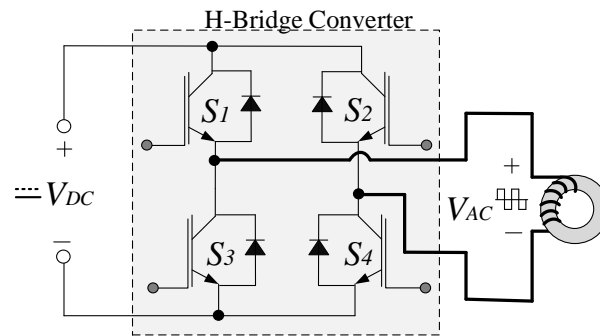 H-Bridge Converter
S1
S2
+
+
VDC
VAC
−
S3
S4
−